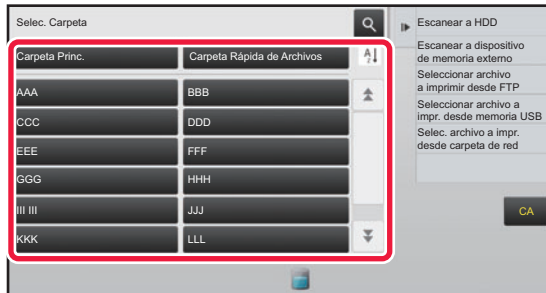 Selec. Carpeta
Carpeta Princ.
Carpeta Rápida de Archivos
AAA
BBB
CCC
DDD
EEE
FFF
GGG
HHH
III III
JJJ
KKK
LLL
Escanear a HDD
Escanear a dispositivo
de memoria externo
Seleccionar archivo
a imprimir desde FTP
Seleccionar archivo a
impr. desde memoria USB
Selec. archivo a impr.
desde carpeta de red
CA